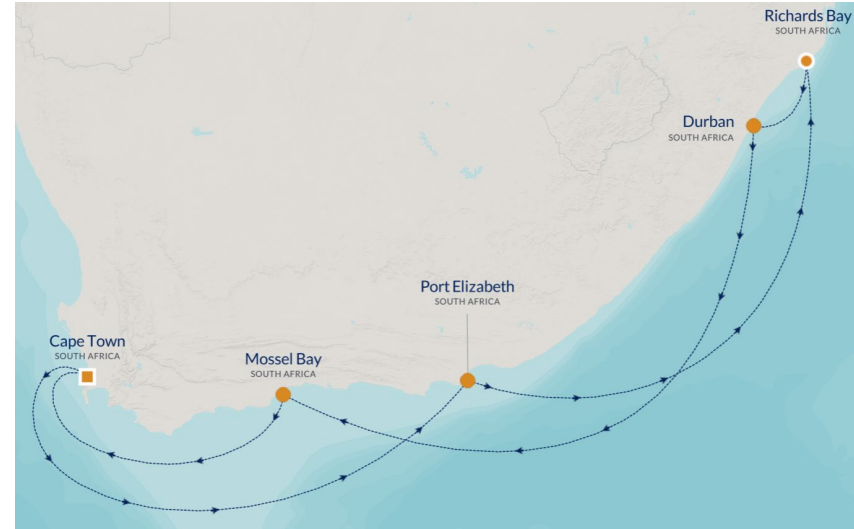 Richards Bay
SOUTH AFRICA
Durban
SOUTH AFRICA
Port Elizabeth
SOUTH AFRICA
Cape Town
SOUTH AFRICA
Mossel Bay
SOUTH AFRICA